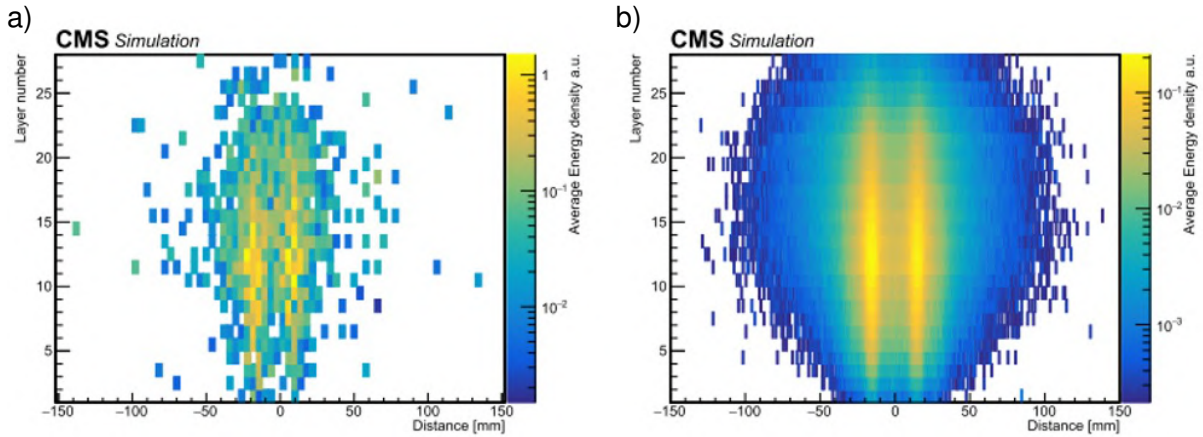 a)
CMS Simulation
Layer number
25
20
15
10
5
−150 −100 −50 0 50 100 150
Distance [mm]
1
10⁻¹
10⁻²
Average Energy density a.u.
b)
CMS Simulation
Layer number
25
20
15
10
5
−150 −100 −50 0 50 100 150
Distance [mm]
10⁻¹
10⁻²
10⁻³
Average Energy density a.u.